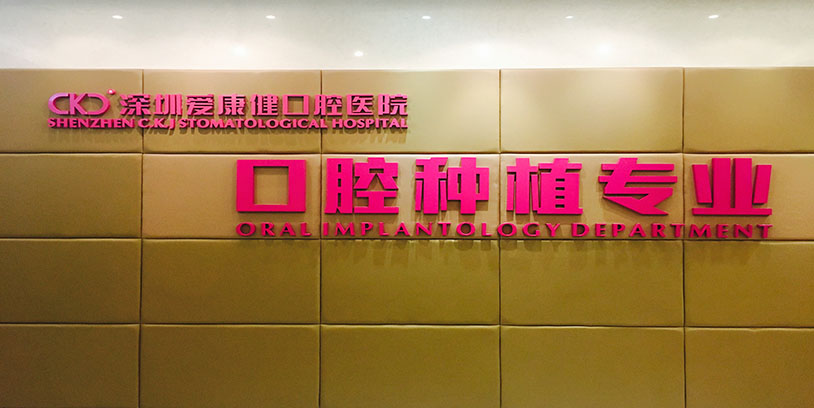 CKJ 深圳爱康健口腔医院
SHENZHEN C.K.J STOMATOLOGICAL HOSPITAL
口腔种植专业
ORAL IMPLANTOLOGY DEPARTMENT